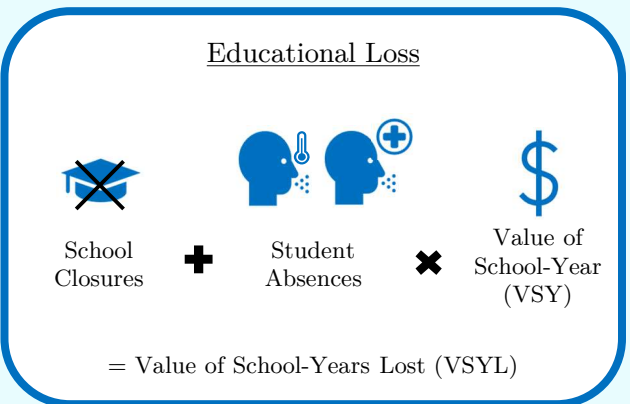 Educational Loss
School
Closures
Student
Absences
Value of
School-Year
(VSY)
= Value of School-Years Lost (VSYL)